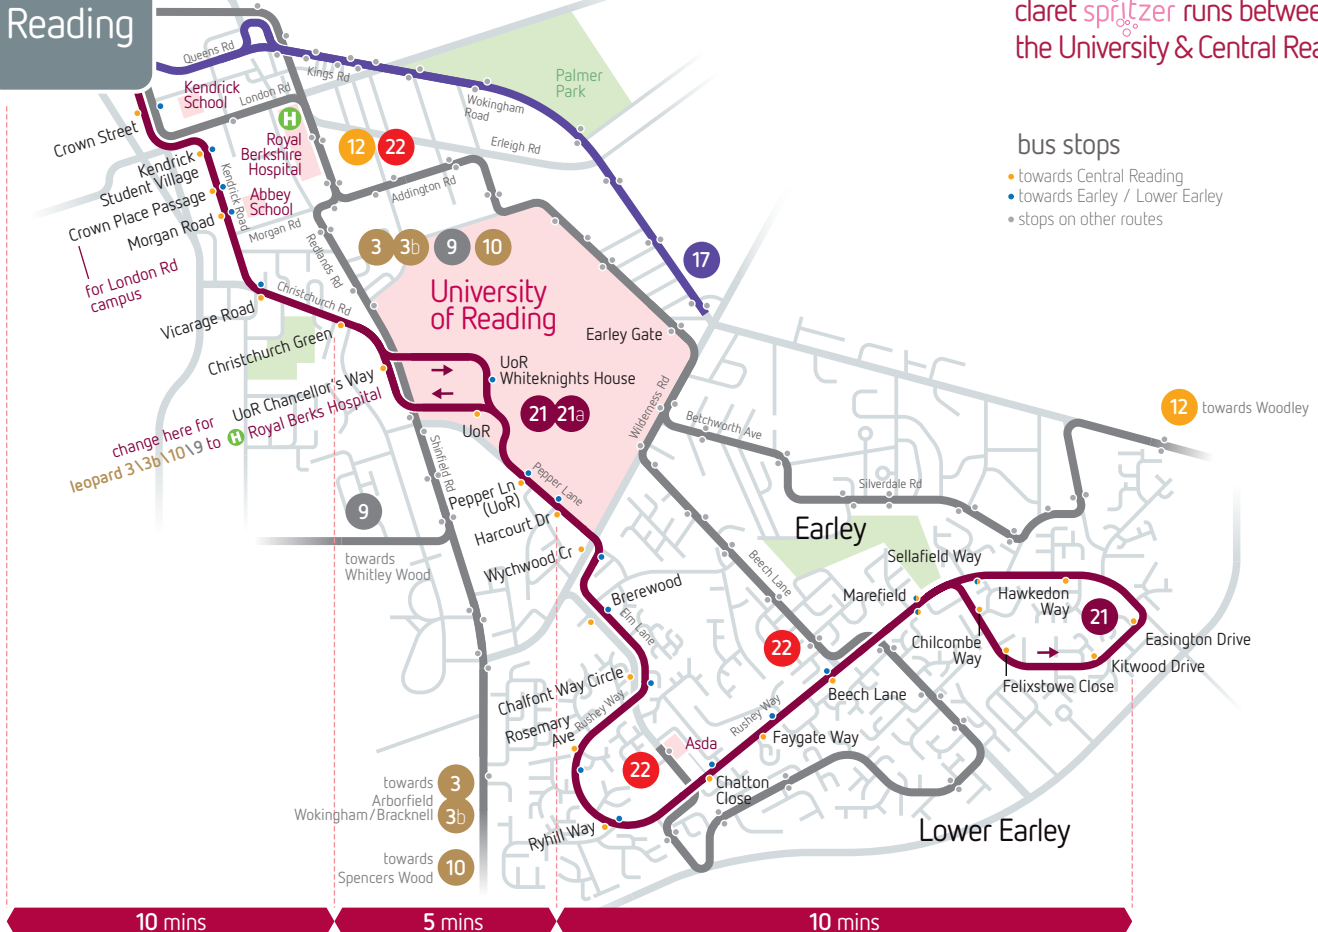 Reading
claret spritzer runs betwee
the University & Central Rea
bus stops
towards Central Reading
towards Earley / Lower Earley
stops on other routes
Queens Rd
Kings Rd
London Rd
Kendrick
School
H
Royal
Berkshire
Hospital
Abbey
School
Crown Street
Kendrick
Student Village
Crown Place Passage
Morgan Road
for London Rd
campus
Kendrick Road
Morgan Rd
Redlands Rd
Addington Rd
Erleigh Rd
Wokingham
Road
Palmer
Park
12
22
3
3b
9
10
17
University
of Reading
Vicarage Road
Christchurch Rd
Christchurch Green
UoR Chancellor's Way
change here for
leopard 3\3b\10\9 to H Royal Berks Hospital
UoR
Whiteknights House
21
21a
UoR
Earley Gate
Wilderness Rd
Betchworth Ave
Silverdale Rd
12
towards Woodley
Shinfield Rd
Pepper Lane
Pepper Ln
(UoR)
Harcourt Dr
Wychwood Cr
9
towards
Whitley Wood
Brerewood
Elm Lane
Chalfont Way Circle
Rushey Way
Rosemary
Ave
Ryhill Way
22
Asda
Chatton
Close
Rushey Way
Faygate Way
Beech Lane
22
Beech Lane
Earley
Marefield
Sellafield Way
Hawkedon
Way
21
Chilcombe
Way
Easington Drive
Kitwood Drive
Felixstowe Close
Lower Earley
towards
Arborfield
Wokingham/Bracknell
3
3b
towards
Spencers Wood
10
10 mins
5 mins
10 mins